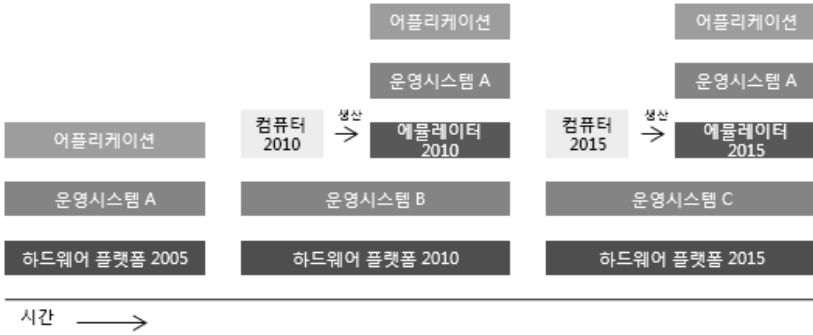 어플리케이션
운영시스템 A
하드웨어 플랫폼 2005
어플리케이션
운영시스템 A
컴퓨터
2010
생산
에뮬레이터
2010
운영시스템 B
하드웨어 플랫폼 2010
어플리케이션
운영시스템 A
컴퓨터
2015
생산
에뮬레이터
2015
운영시스템 C
하드웨어 플랫폼 2015
시간